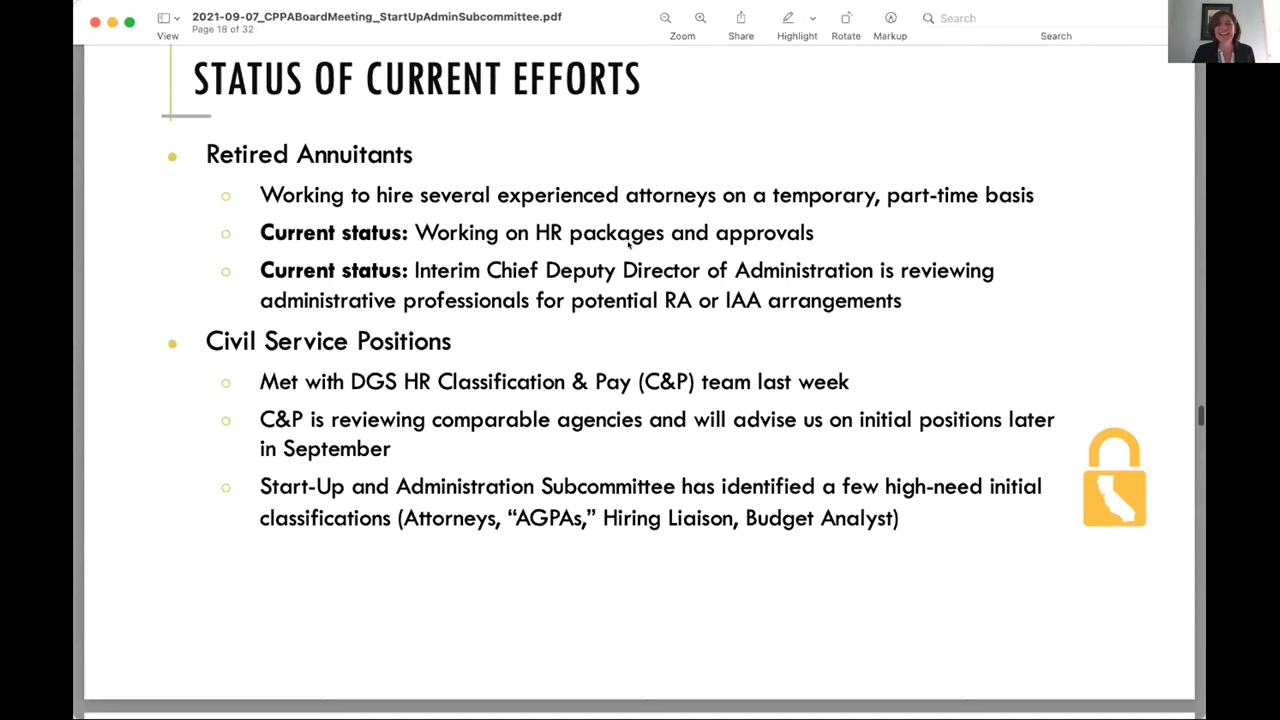 2021-09-07_CPPABoardMeeting_StartUpAdminSubcommittee.pdf
Page 18 of 32
View
Zoom
Share
Highlight
Rotate
Markup
Search
Search
STATUS OF CURRENT EFFORTS
Retired Annuitants
Working to hire several experienced attorneys on a temporary, part-time basis
Current status: Working on HR packages and approvals
Current status: Interim Chief Deputy Director of Administration is reviewing
administrative professionals for potential RA or IAA arrangements
Civil Service Positions
Met with DGS HR Classification & Pay (C&P) team last week
C&P is reviewing comparable agencies and will advise us on initial positions later
in September
Start-Up and Administration Subcommittee has identified a few high-need initial
classifications (Attorneys, “AGPAs,” Hiring Liaison, Budget Analyst)